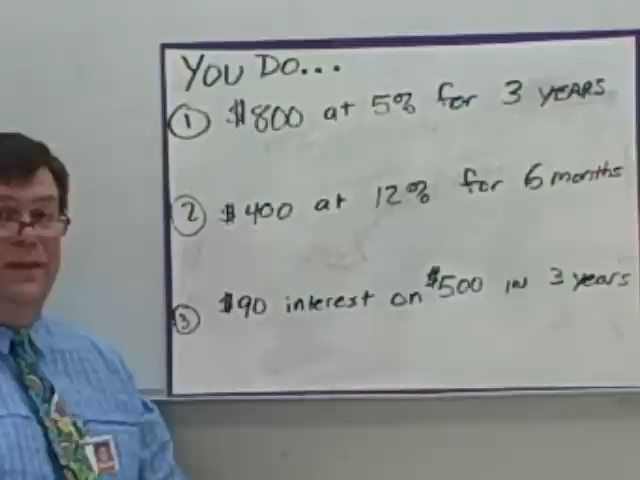 YOU DO...
① $800 at 5% for 3 YEARS
② $400 at 12% for 6 months
③ $90 interest on $500 in 3 years